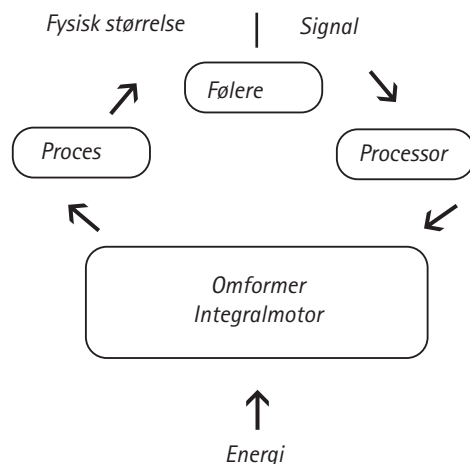 Fysisk størrelse
Signal
Følere
Proces
Processor
Omformer
Integralmotor
Energi